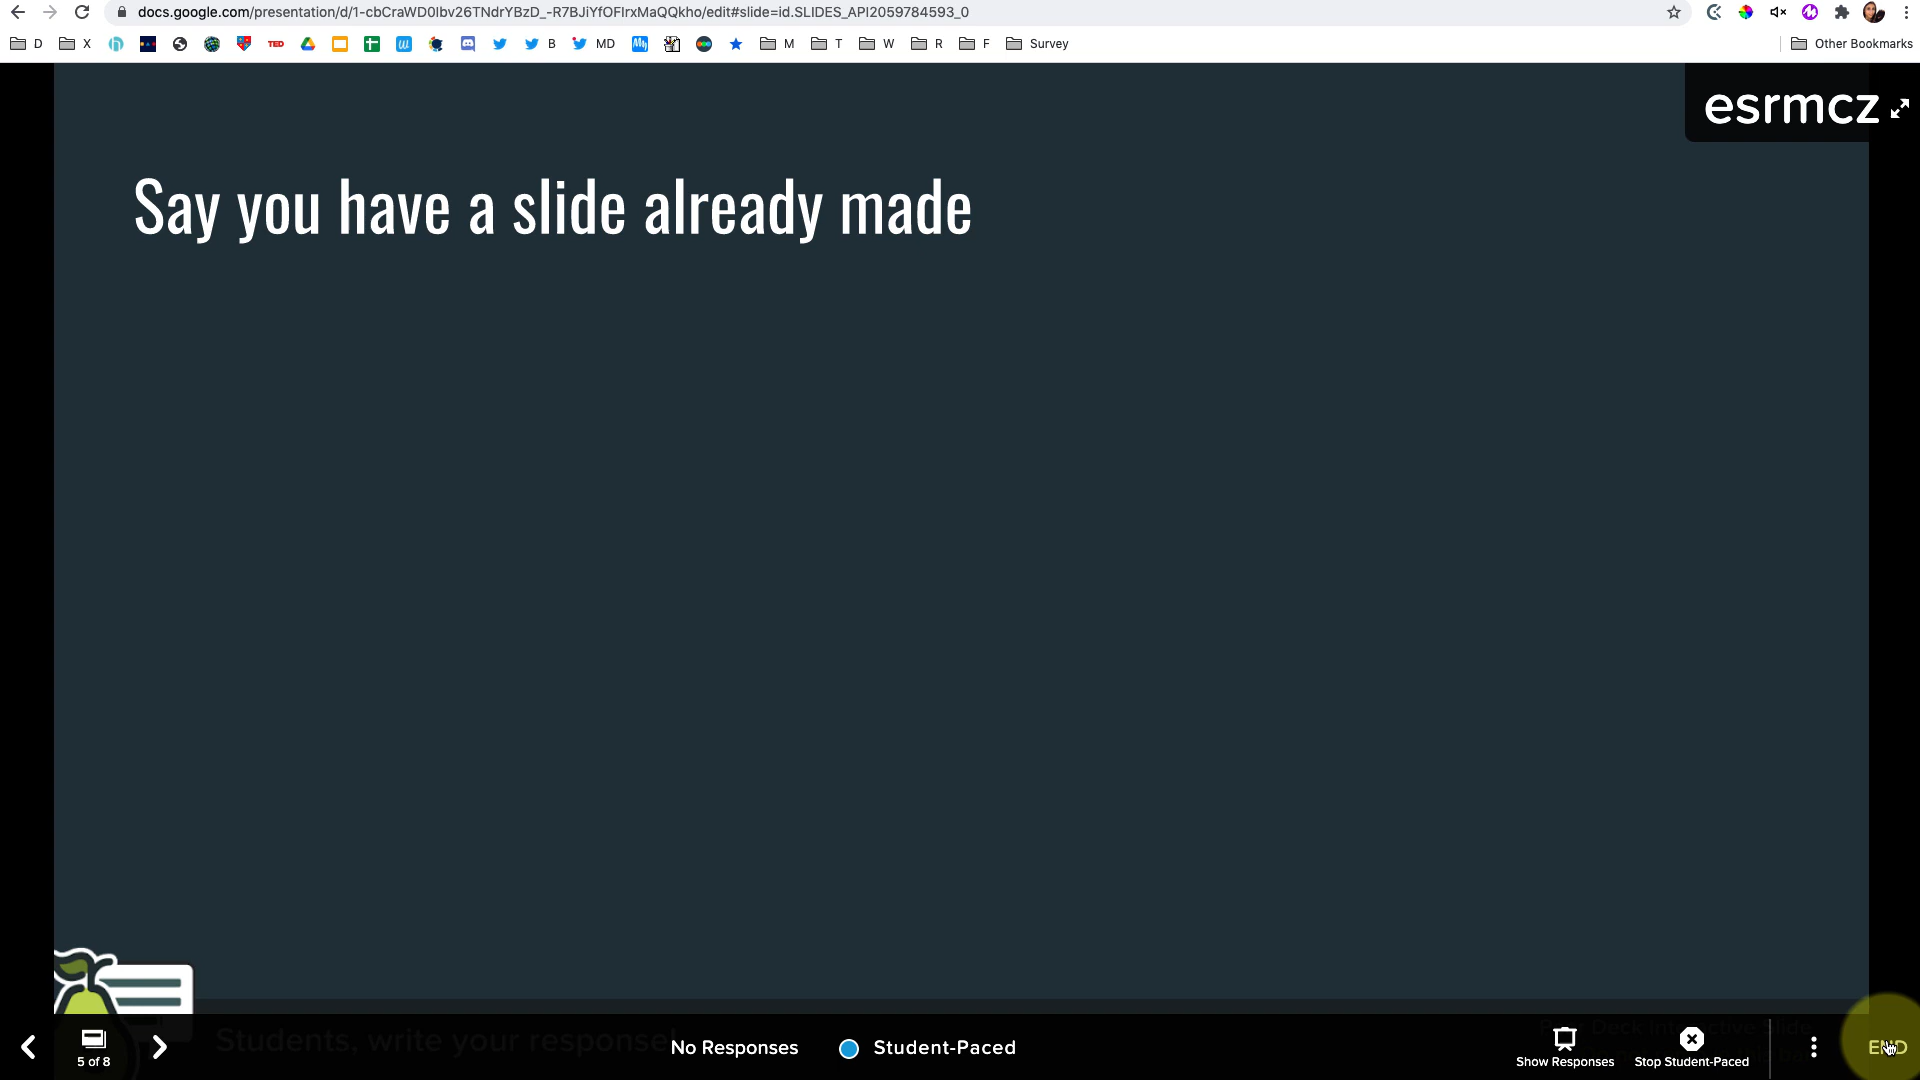 docs.google.com/presentation/d/1-cbCraWD0lbv26TNdrYBzD_-R7BJiYfOFIrxMaQQkho/edit#slide=id.SLIDES_API2059784593_0
D X TED B MD M T W R F Survey Other Bookmarks
esrmcz
Say you have a slide already made
Students, write your response!
5 of 8
No Responses
Student-Paced
Show Responses
Stop Student-Paced
END